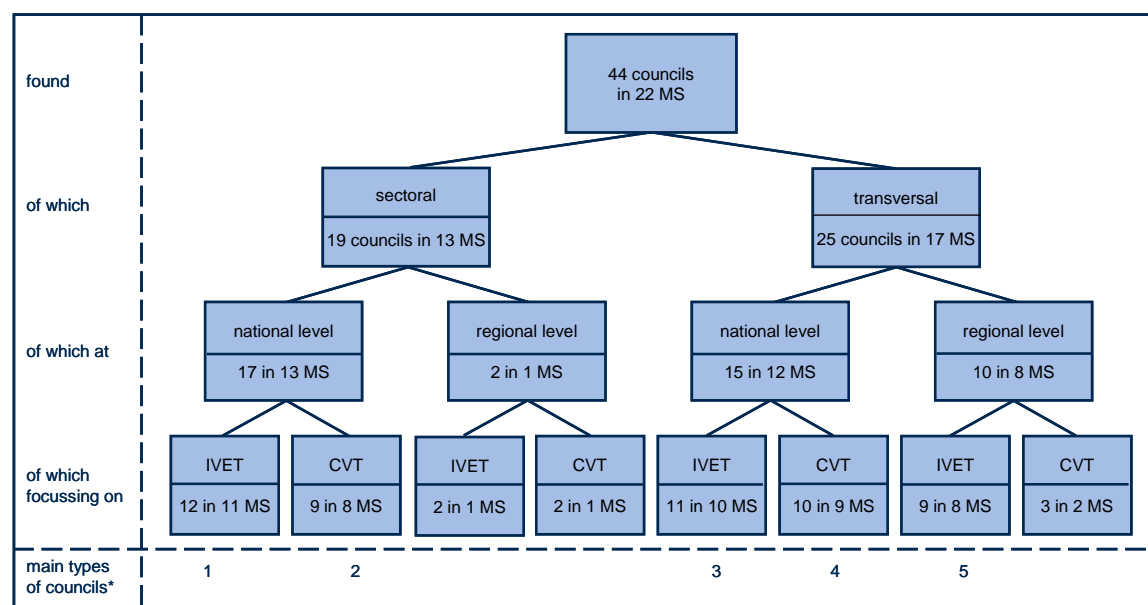 found
44 councils
in 22 MS
of which
sectoral
transversal
19 councils in 13 MS
25 councils in 17 MS
of which at
national level
regional level
national level
regional level
17 in 13 MS
2 in 1 MS
15 in 12 MS
10 in 8 MS
of which
focussing on
IVET
CVT
IVET
CVT
IVET
CVT
IVET
CVT
12 in 11 MS
9 in 8 MS
2 in 1 MS
2 in 1 MS
11 in 10 MS
10 in 9 MS
9 in 8 MS
3 in 2 MS
main types
of councils*
1
2
3
4
5